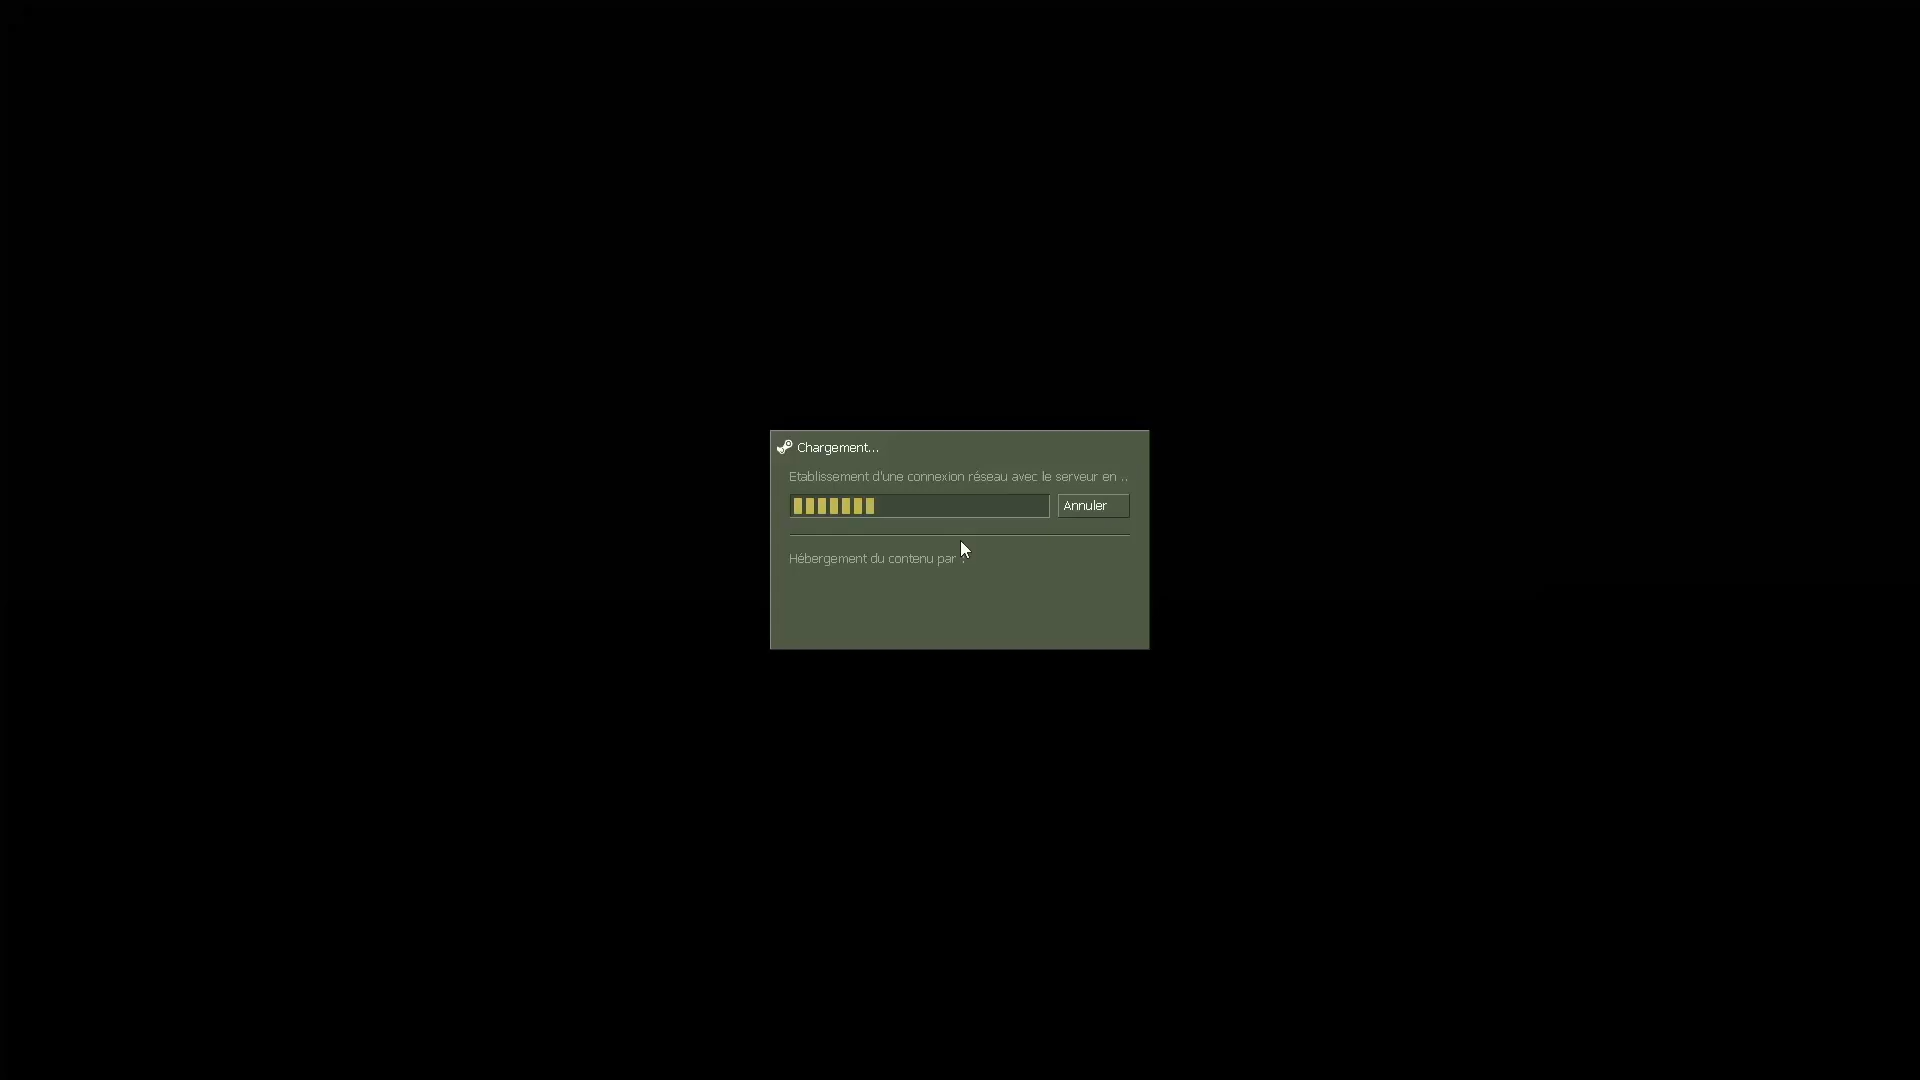 Chargement...
Etablissement d'une connexion réseau avec le serveur en ..
Annuler
Hébergement du contenu par :